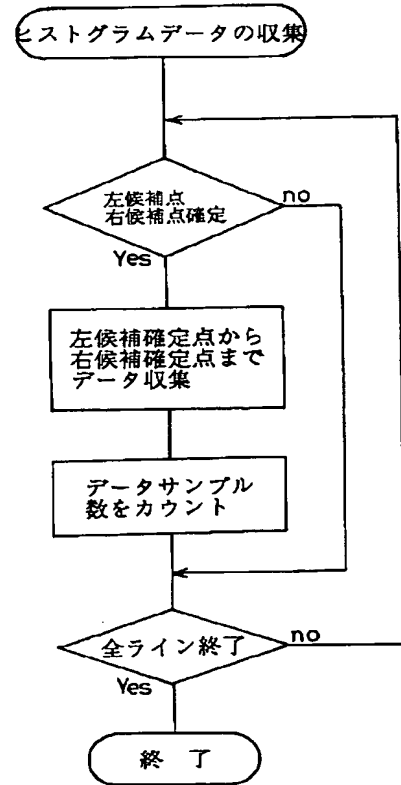 ヒストグラムデータの収集
左候補点
右候補点確定
no
Yes
左候補確定点から
右候補確定点まで
データ収集
データサンプル
数をカウント
全ライン終了
no
Yes
終 了